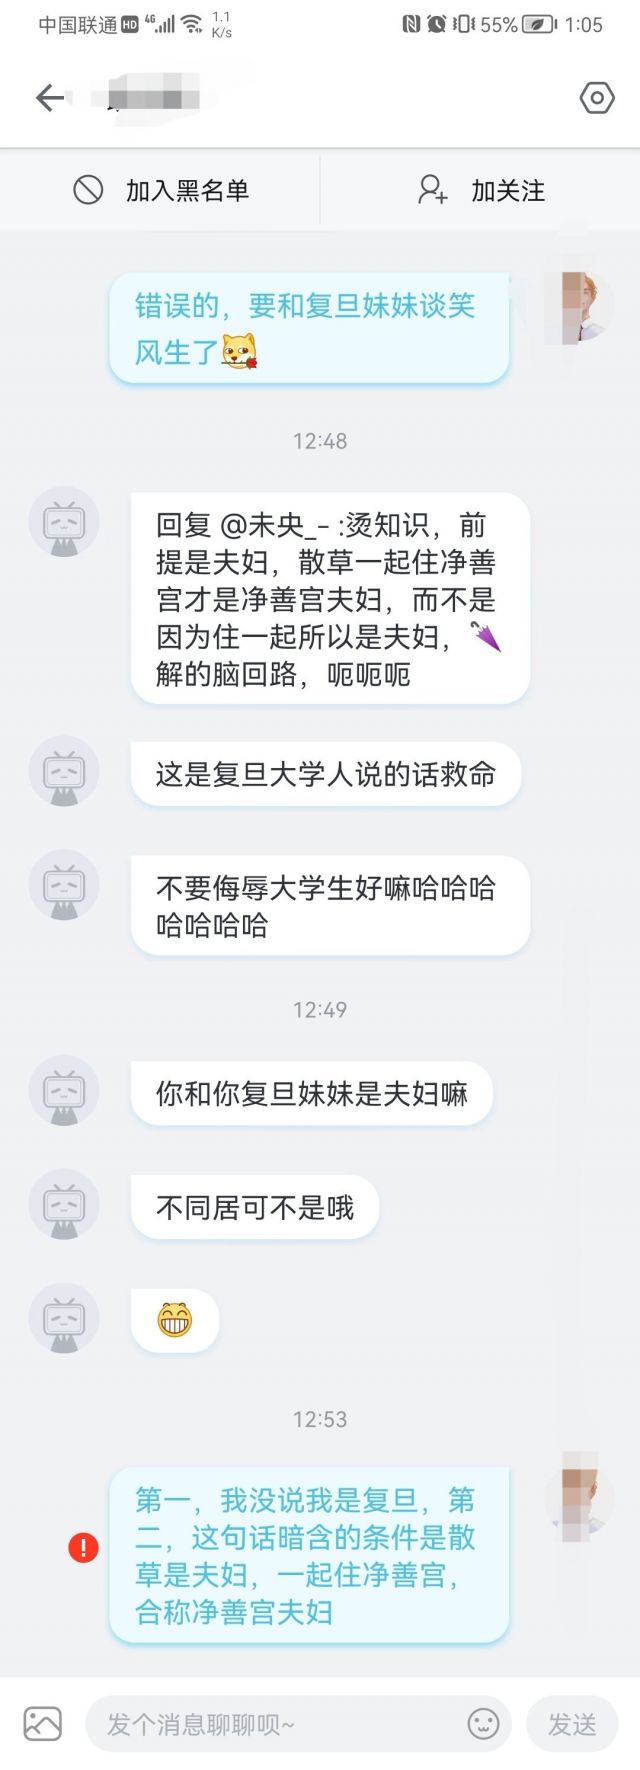 中国联通 HD 4G 1.1 K/s 55% 1:05
加入黑名单 加关注
错误的，要和复旦妹妹谈笑
风生了
12:48
回复 @未央_- :烫知识，前
提是夫妇，散草一起住净善
宫才是净善宫夫妇，而不是
因为住一起所以是夫妇，🌂
解的脑回路，呃呃呃
这是复旦大学人说的话救命
不要侮辱大学生好嘛哈哈哈
哈哈哈哈
12:49
你和你复旦妹妹是夫妇嘛
不同居可不是哦
12:53
第一，我没说我是复旦，第
二，这句话暗含的条件是散
草是夫妇，一起住净善宫，
合称净善宫夫妇
发个消息聊聊呗~ 发送